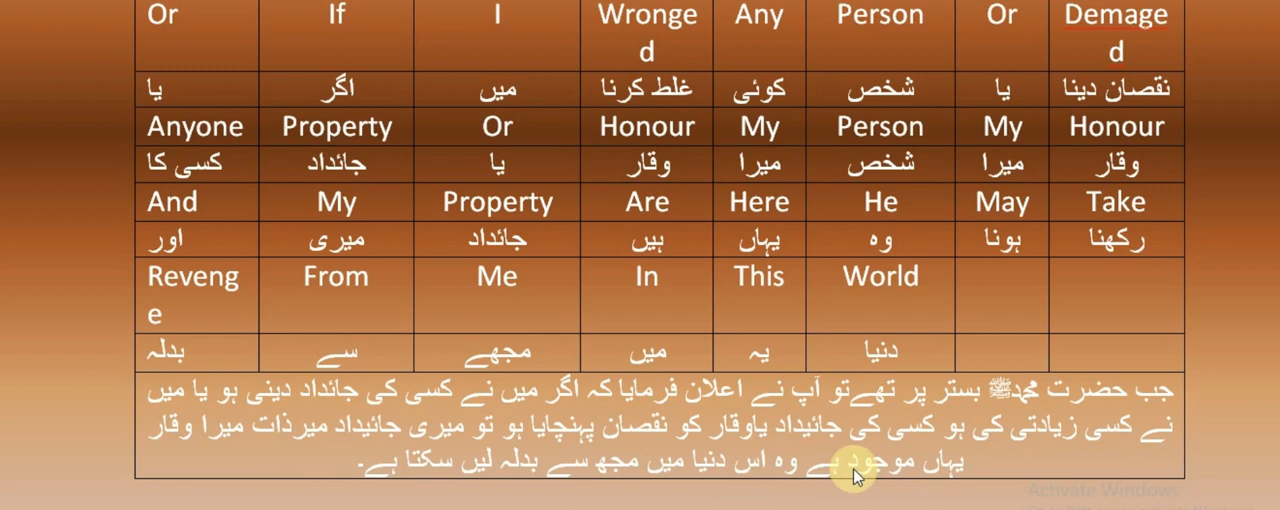 Or If I Wronged Any Person Or Demaged
یا اگر میں غلط کرنا کوئی شخص یا نقصان دینا
Anyone Property Or Honour My Person My Honour
کسی کا جائداد یا وقار میرا شخص میرا وقار
And My Property Are Here He May Take
اور میری جائداد ہیں یہاں وہ ہونا رکھنا
Revenge From Me In This World
بدلہ سے مجھے میں یہ دنیا
جب حضرت محمدﷺ بستر پر تھےتو آپ نے اعلان فرمایا کہ اگر میں نے کسی کی جائداد دینی ہو یا میں
نے کسی زیادتی کی ہو کسی کی جائیداد یاوقار کو نقصان پہنچایا ہو تو میری جائیداد میرذات میرا وقار
یہاں موجود ہے وہ اس دنیا میں مجھ سے بدلہ لیں سکتا ہے۔
Activate Windows